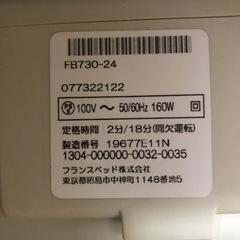 FB730-24
077322122
100V 〜 50/60Hz 160W
定格時間 2分/18分(間欠運転)
製造番号 19677E11N
1304-000000-0032-0035
フランスベッド株式会社
東京都昭島市中神町1148番地5